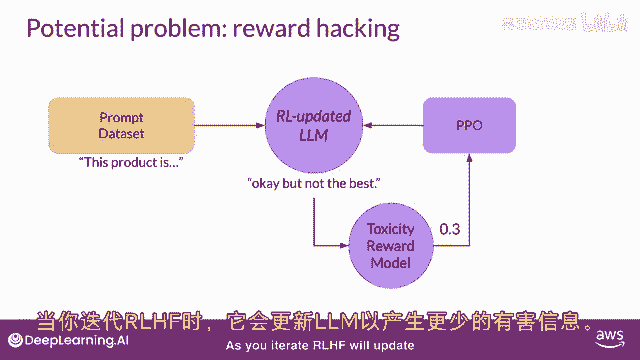 Potential problem: reward hacking
Prompt
Dataset
"This product is…"
RL-updated
LLM
"okay but not the best."
PPO
Toxicity
Reward
Model
0.3
当你迭代RLHF时，它会更新LLM以产生更少的有害信息。
DeepLearning.AI
As you iterate RLHF will update
aws